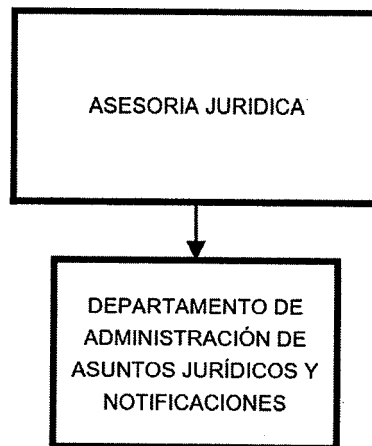 ASESORIA JURIDICA
DEPARTAMENTO DE
ADMINISTRACIÓN DE
ASUNTOS JURÍDICOS Y
NOTIFICACIONES